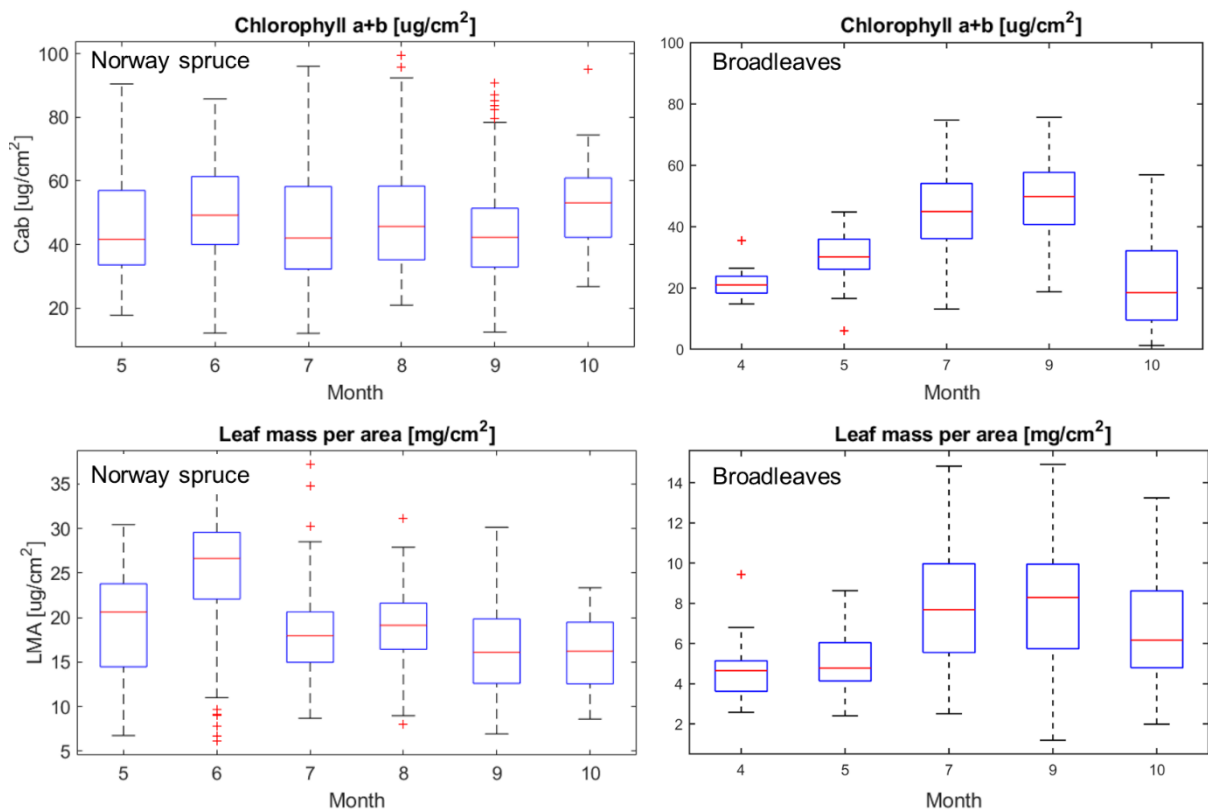 Chlorophyll a+b [ug/cm²]
Norway spruce
100
80
60
40
20
Cab [ug/cm²]
5 6 7 8 9 10
Month
Chlorophyll a+b [ug/cm²]
Broadleaves
100
80
60
40
20
0
4 5 7 9 10
Month
Leaf mass per area [mg/cm²]
Norway spruce
35
30
25
20
15
10
5
LMA [ug/cm²]
5 6 7 8 9 10
Month
Leaf mass per area [mg/cm²]
Broadleaves
14
12
10
8
6
4
2
4 5 7 9 10
Month